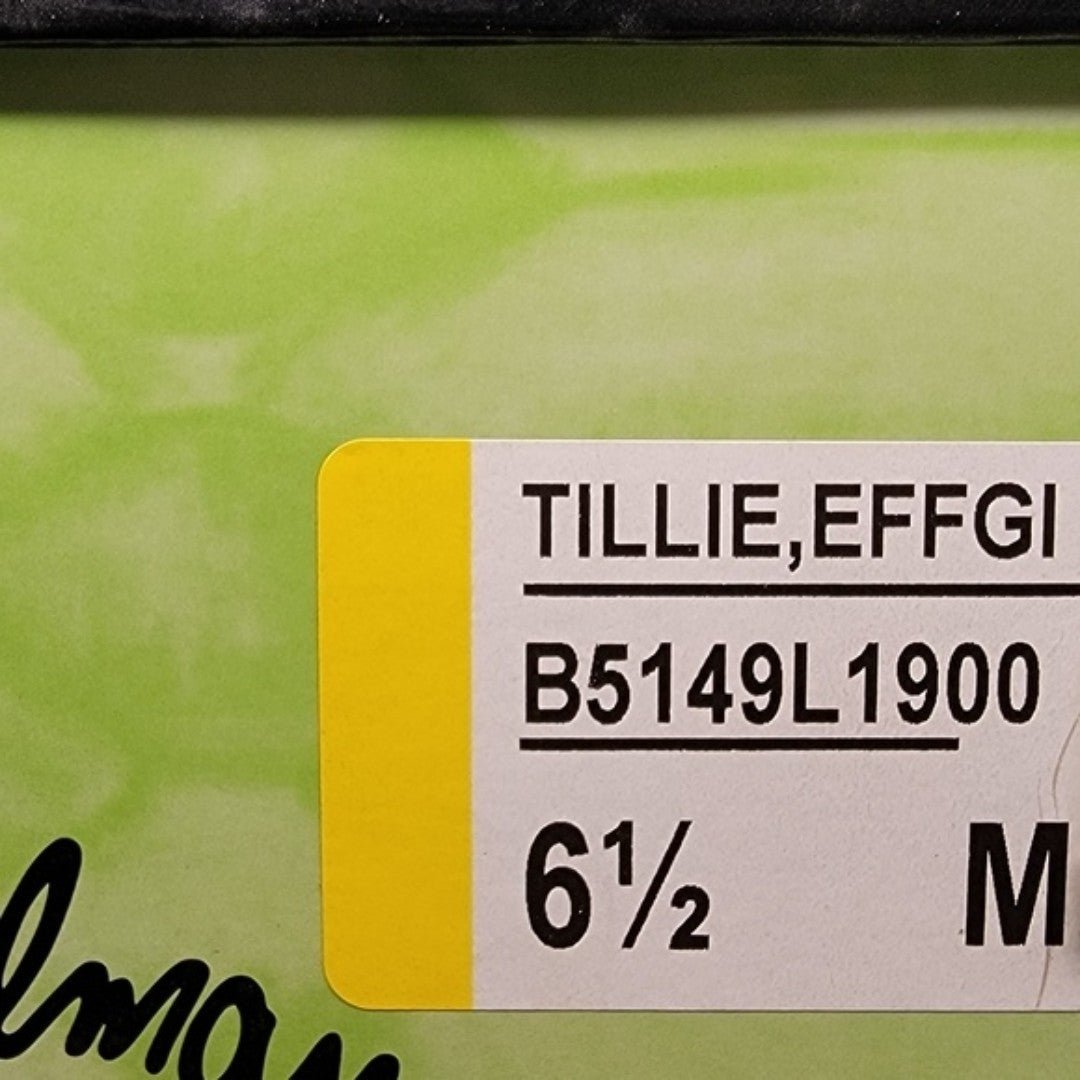 TILLIE,EFFGI
B5149L1900
6½ M